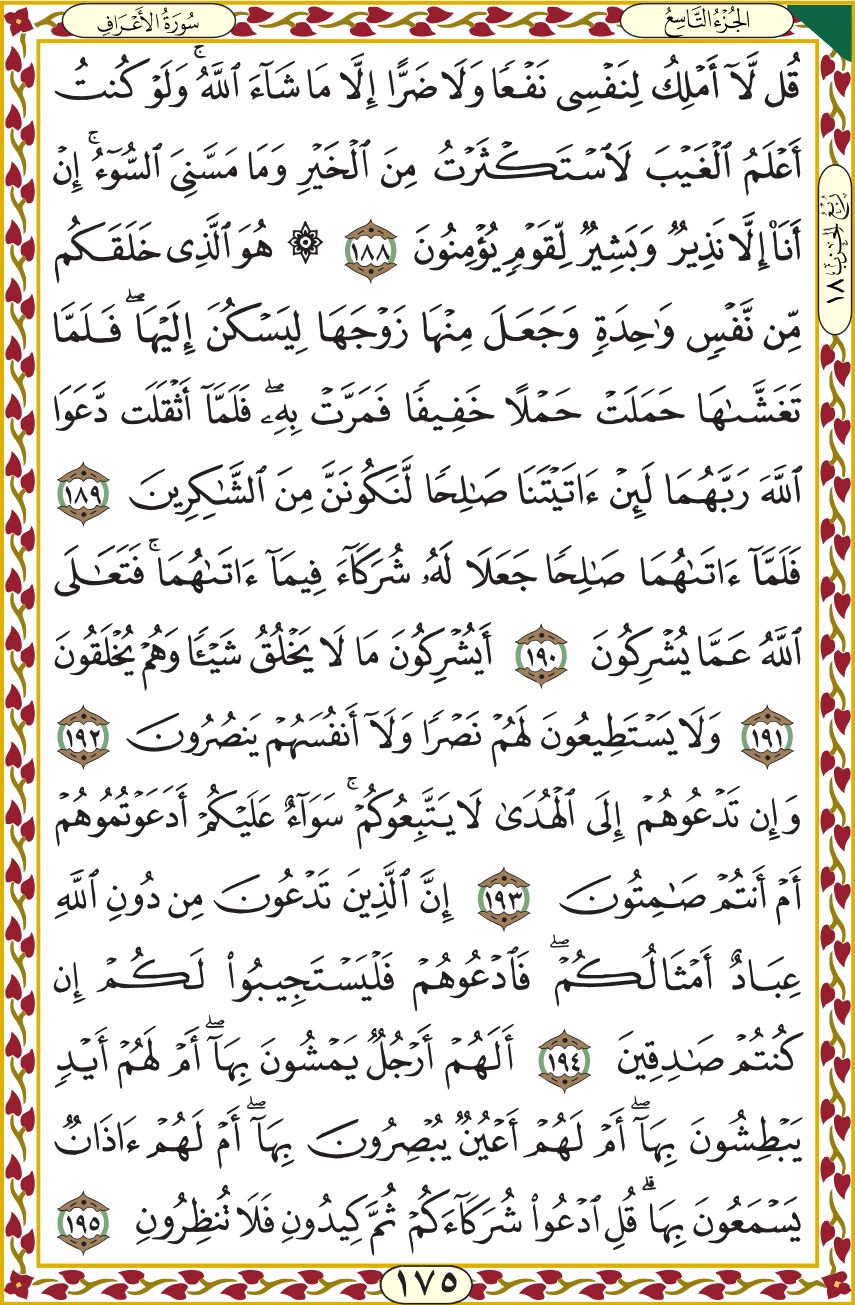 الجُزْءُ التَّاسِعُ
سُورَةُ الأَعْرَافِ
قُل لَّآ أَمْلِكُ لِنَفْسِى نَفْعًا وَلَا ضَرًّا إِلَّا مَا شَآءَ ٱللَّهُ ۚ وَلَوْ كُنتُ
أَعْلَمُ ٱلْغَيْبَ لَٱسْتَكْثَرْتُ مِنَ ٱلْخَيْرِ وَمَا مَسَّنِىَ ٱلسُّوٓءُ ۚ إِنْ
أَنَا۠ إِلَّا نَذِيرٌ وَبَشِيرٌ لِّقَوْمٍ يُؤْمِنُونَ ١٨٨ ۞ هُوَ ٱلَّذِى خَلَقَكُم
رُبْعُ الحِزْبِ ١٨
مِّن نَّفْسٍ وَٰحِدَةٍ وَجَعَلَ مِنْهَا زَوْجَهَا لِيَسْكُنَ إِلَيْهَا ۖ فَلَمَّا
تَغَشَّىٰهَا حَمَلَتْ حَمْلًا خَفِيفًا فَمَرَّتْ بِهِۦ ۖ فَلَمَّآ أَثْقَلَت دَّعَوَا
ٱللَّهَ رَبَّهُمَا لَئِنْ ءَاتَيْتَنَا صَٰلِحًا لَّنَكُونَنَّ مِنَ ٱلشَّٰكِرِينَ ١٨٩
فَلَمَّآ ءَاتَىٰهُمَا صَٰلِحًا جَعَلَا لَهُۥ شُرَكَآءَ فِيمَآ ءَاتَىٰهُمَا ۚ فَتَعَٰلَى
ٱللَّهُ عَمَّا يُشْرِكُونَ ١٩٠ أَيُشْرِكُونَ مَا لَا يَخْلُقُ شَيْـًٔا وَهُمْ يُخْلَقُونَ
١٩١ وَلَا يَسْتَطِيعُونَ لَهُمْ نَصْرًا وَلَآ أَنفُسَهُمْ يَنصُرُونَ ١٩٢
وَإِن تَدْعُوهُمْ إِلَى ٱلْهُدَىٰ لَا يَتَّبِعُوكُمْ ۚ سَوَآءٌ عَلَيْكُمْ أَدَعَوْتُمُوهُمْ
أَمْ أَنتُمْ صَٰمِتُونَ ١٩٣ إِنَّ ٱلَّذِينَ تَدْعُونَ مِن دُونِ ٱللَّهِ
عِبَادٌ أَمْثَالُكُمْ ۖ فَٱدْعُوهُمْ فَلْيَسْتَجِيبُوا۟ لَكُمْ إِن
كُنتُمْ صَٰدِقِينَ ١٩٤ أَلَهُمْ أَرْجُلٌ يَمْشُونَ بِهَآ ۖ أَمْ لَهُمْ أَيْدٍ
يَبْطِشُونَ بِهَآ ۖ أَمْ لَهُمْ أَعْيُنٌ يُبْصِرُونَ بِهَآ ۖ أَمْ لَهُمْ ءَاذَانٌ
يَسْمَعُونَ بِهَا ۗ قُلِ ٱدْعُوا۟ شُرَكَآءَكُمْ ثُمَّ كِيدُونِ فَلَا تُنظِرُونِ ١٩٥
١٧٥